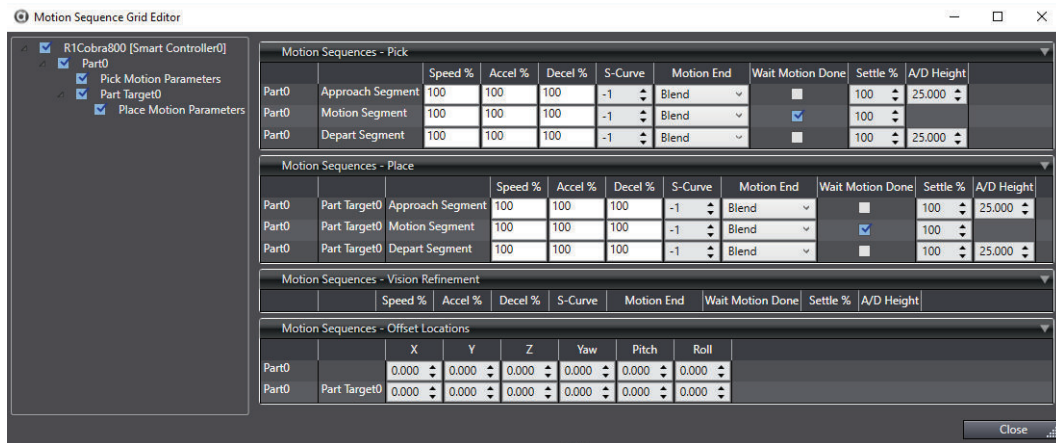 Motion Sequence Grid Editor
R1Cobra800 [Smart Controller0]
Part0
Pick Motion Parameters
Part Target0
Place Motion Parameters
Motion Sequences - Pick
Speed % Accel % Decel % S-Curve Motion End Wait Motion Done Settle % A/D Height
Part0 Approach Segment 100 100 100 -1 Blend 100 25.000
Part0 Motion Segment 100 100 100 -1 Blend 100
Part0 Depart Segment 100 100 100 -1 Blend 100 25.000
Motion Sequences - Place
Speed % Accel % Decel % S-Curve Motion End Wait Motion Done Settle % A/D Height
Part0 Part Target0 Approach Segment 100 100 100 -1 Blend 100 25.000
Part0 Part Target0 Motion Segment 100 100 100 -1 Blend 100
Part0 Part Target0 Depart Segment 100 100 100 -1 Blend 100 25.000
Motion Sequences - Vision Refinement
Speed % Accel % Decel % S-Curve Motion End Wait Motion Done Settle % A/D Height
Motion Sequences - Offset Locations
X Y Z Yaw Pitch Roll
Part0 0.000 0.000 0.000 0.000 0.000 0.000
Part0 Part Target0 0.000 0.000 0.000 0.000 0.000 0.000
Close